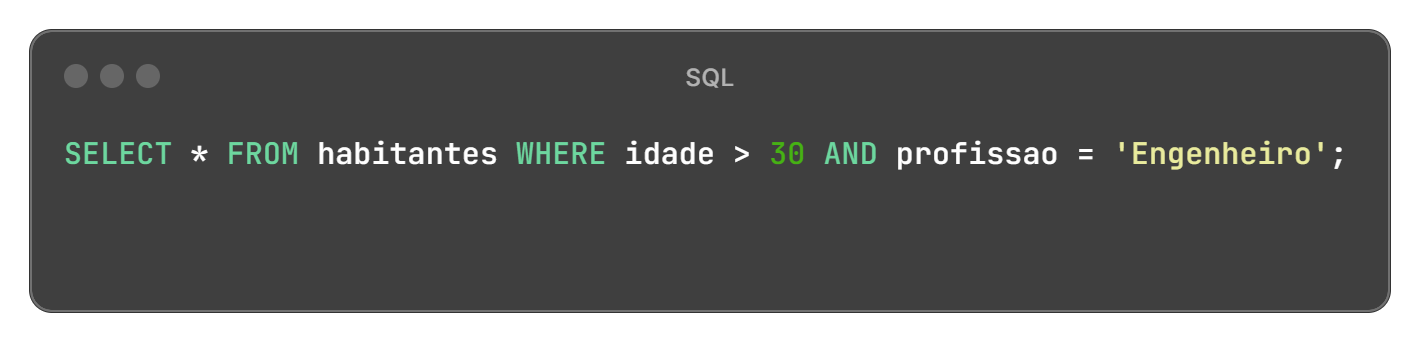 SQL
SELECT * FROM habitantes WHERE idade > 30 AND profissao = 'Engenheiro';